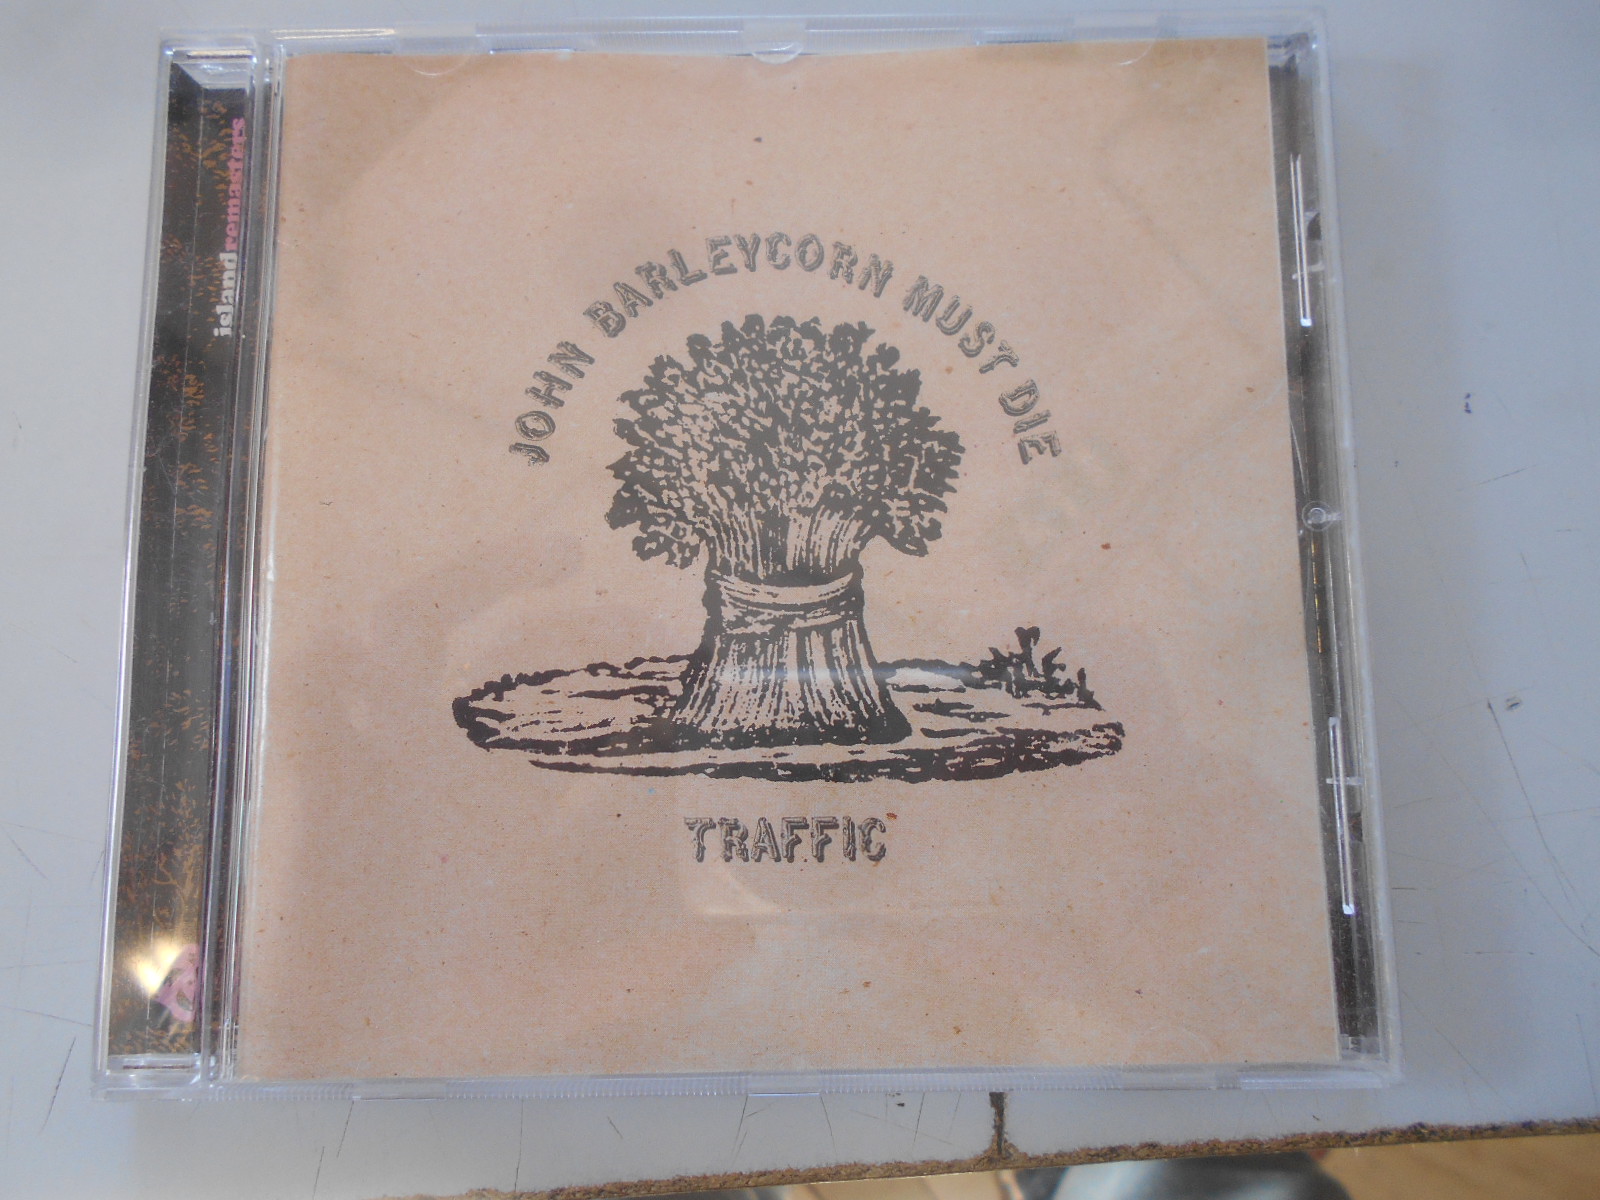 islandremasters
JOHN BARLEYCORN MUST DIE
TRAFFIC